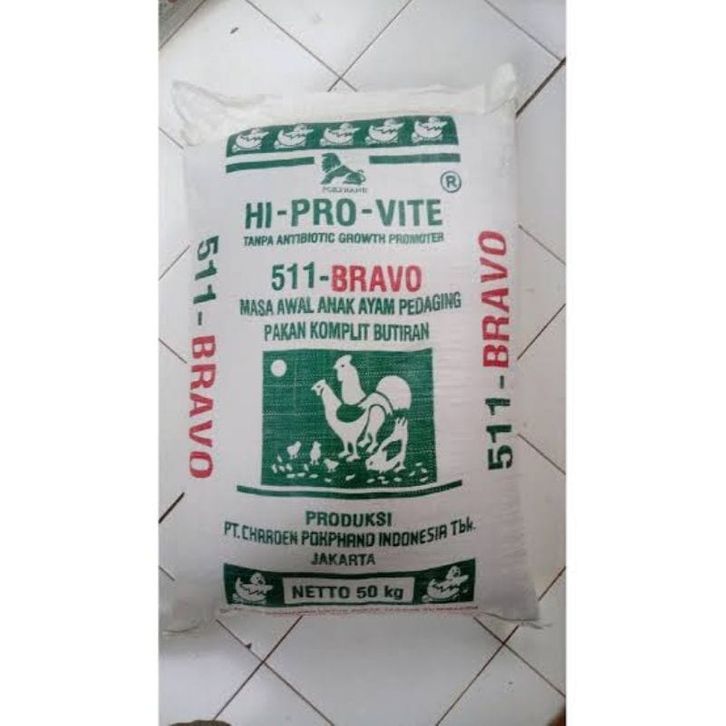 POKPHAND
®
HI-PRO-VITE
TANPA ANTIBIOTIC GROWTH PROMOTER
511-BRAVO
MASA AWAL ANAK AYAM PEDAGING
PAKAN KOMPLIT BUTIRAN
511-BRAVO
511-BRAVO
PRODUKSI
PT. CHAROEN POKPHAND INDONESIA Tbk.
JAKARTA
NETTO 50 kg